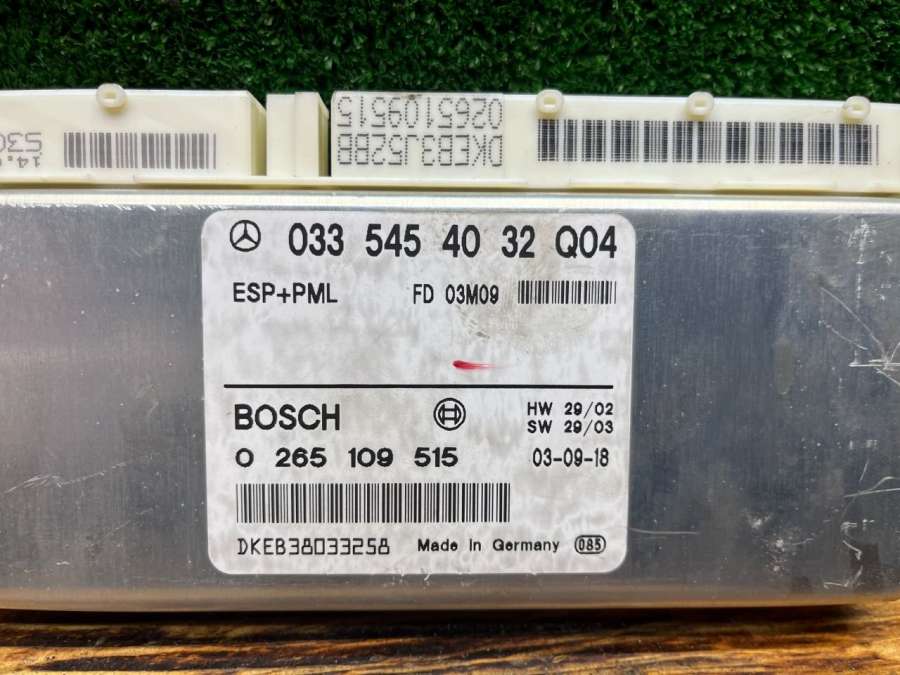 0265109515
DKEB3J528B
033 545 40 32 Q04
ESP+PML FD 03M09
BOSCH HW 29/02
SW 29/03
0 265 109 515 03-09-18
DKEB38033258 Made in Germany 085